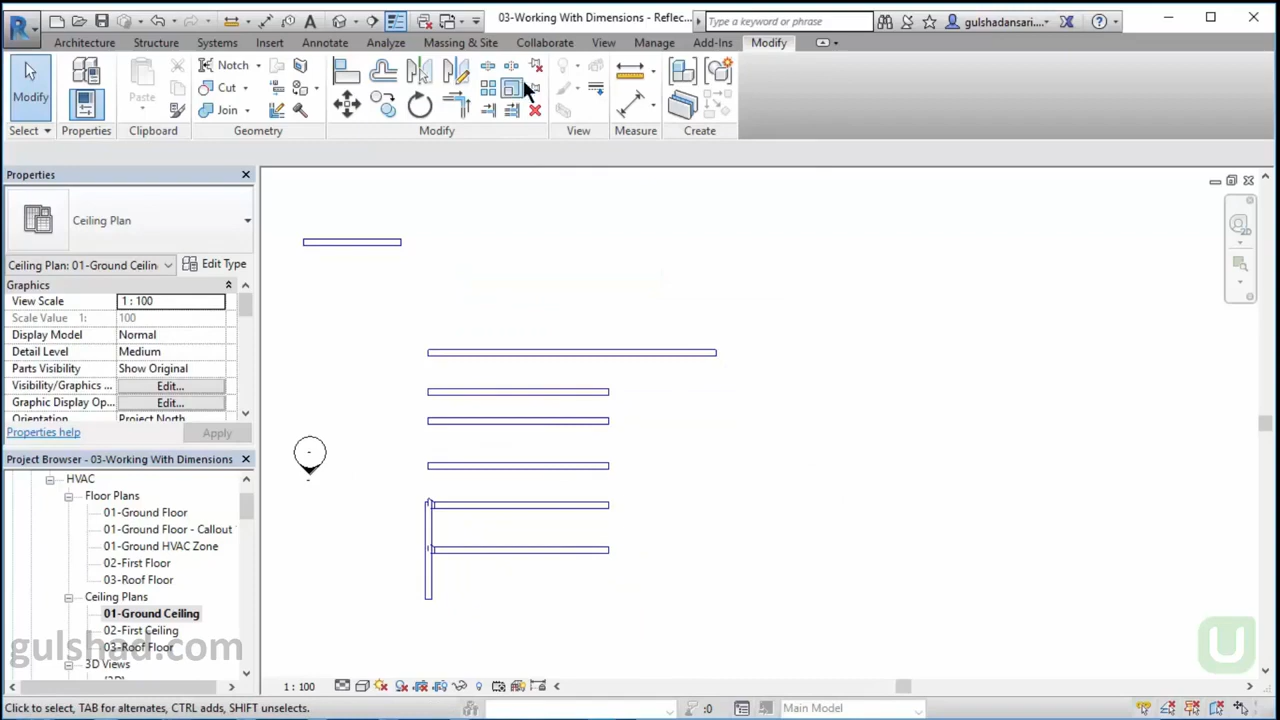 03-Working With Dimensions - Reflec...
Type a keyword or phrase
gulshadansari....
Architecture
Structure
Systems
Insert
Annotate
Analyze
Massing & Site
Collaborate
View
Manage
Add-Ins
Modify
Modify
Paste
Notch
Cut
Join
Select
Properties
Clipboard
Geometry
Modify
View
Measure
Create
Properties
Ceiling Plan
Ceiling Plan: 01-Ground Ceilin
Edit Type
Graphics
View Scale
1 : 100
Scale Value 1:
100
Display Model
Normal
Detail Level
Medium
Parts Visibility
Show Original
Visibility/Graphics ...
Edit...
Graphic Display Op...
Edit...
Orientation
Project North
Properties help
Apply
Project Browser - 03-Working With Dimensions
HVAC
Floor Plans
01-Ground Floor
01-Ground Floor - Callout
01-Ground HVAC Zone
02-First Floor
03-Roof Floor
Ceiling Plans
01-Ground Ceiling
02-First Ceiling
03-Roof Floor
3D Views
gulshad.com
1 : 100
Click to select, TAB for alternates, CTRL adds, SHIFT unselects.
:0
Main Model